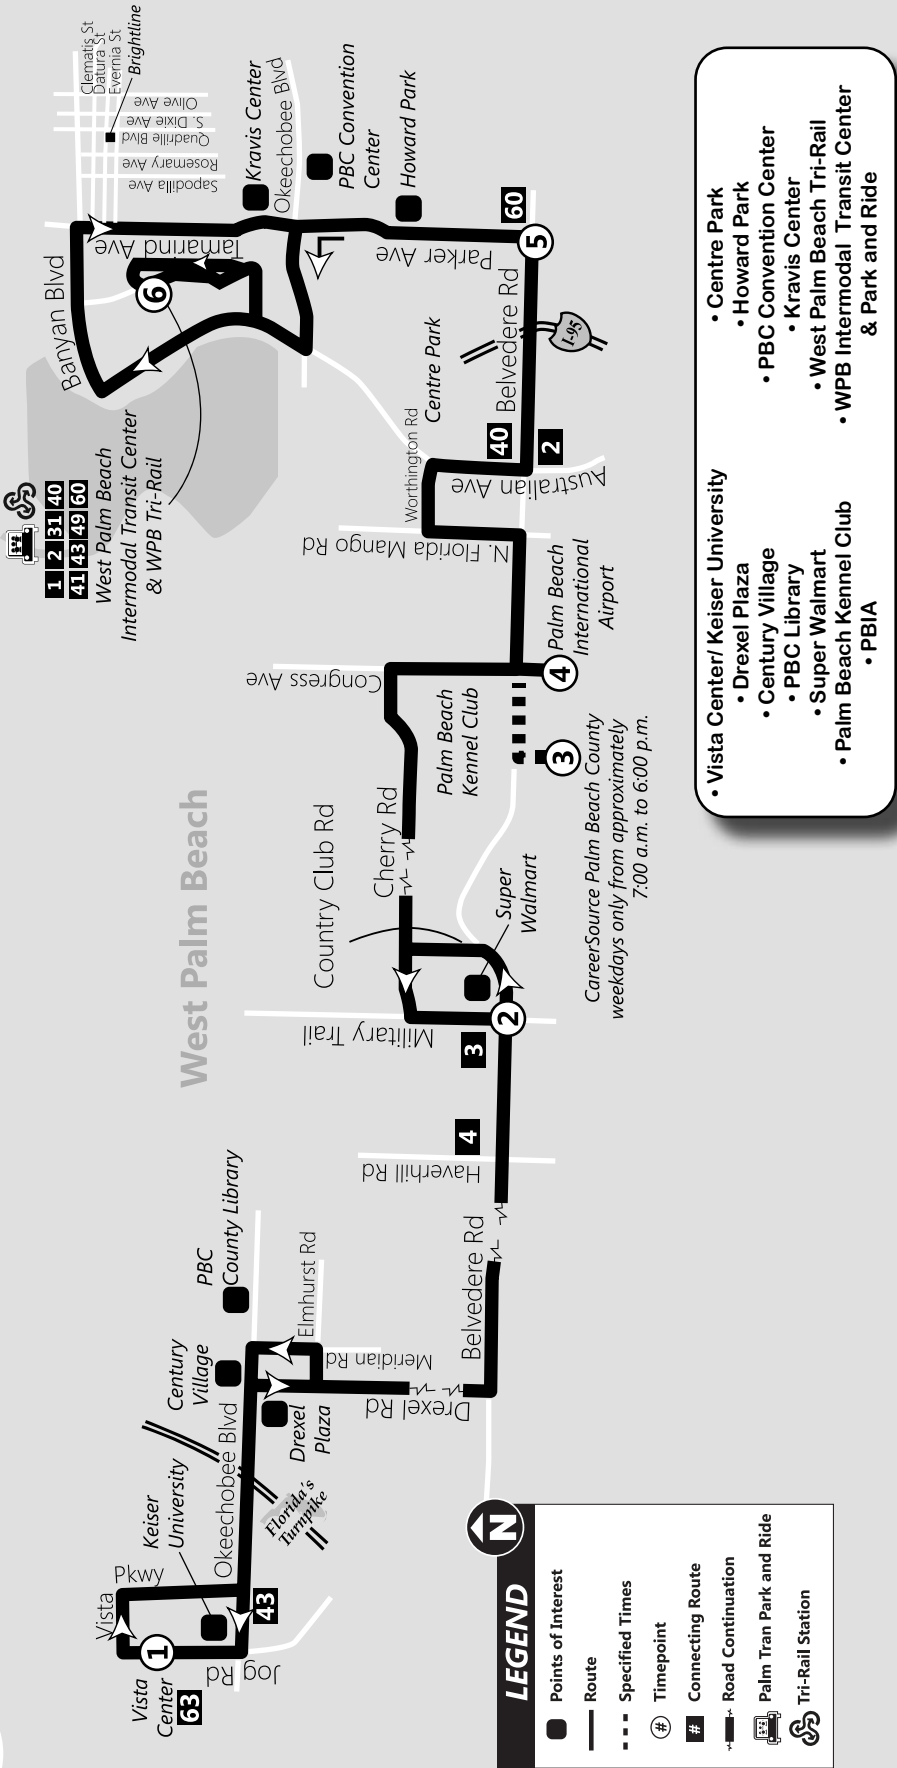 Clematis St
Datura St
Evernia St
Brightline
Olive Ave
S. Dixie Ave
Quadrille Blvd
Rosemary Ave
Sapodilla Ave
Kravis Center
Okeechobee Blvd
PBC Convention
Center
Howard Park
60
5
Parker Ave
Tamarind Ave
Banyan Blvd
6
Belvedere Rd
I-95
Centre Park
Worthington Rd
40
2
Australian Ave
1 2 31 40
41 43 49 60
West Palm Beach
Intermodal Transit Center
& WPB Tri-Rail
N. Florida Mango Rd
Palm Beach
International
Airport
4
Congress Ave
Palm Beach
Kennel Club
3
CareerSource Palm Beach County
weekdays only from approximately
7:00 a.m. to 6:00 p.m.
West Palm Beach
Country Club Rd
Cherry Rd
Super
Walmart
Military Trail
2
3
4
Haverhill Rd
PBC
County Library
Elmhurst Rd
Meridian Rd
Belvedere Rd
Drexel Rd
Century
Village
Drexel
Plaza
Okeechobee Blvd
Florida's
Turnpike
Keiser
University
Vista
Pkwy
43
1
Jog Rd
Vista
Center
63
N
LEGEND
Points of Interest
Route
Specified Times
# Timepoint
# Connecting Route
Road Continuation
Palm Tran Park and Ride
Tri-Rail Station
• Vista Center/ Keiser University
• Drexel Plaza
• Century Village
• PBC Library
• Super Walmart
• Palm Beach Kennel Club
• PBIA
• Centre Park
• Howard Park
• PBC Convention Center
• Kravis Center
• West Palm Beach Tri-Rail
• WPB Intermodal Transit Center
& Park and Ride